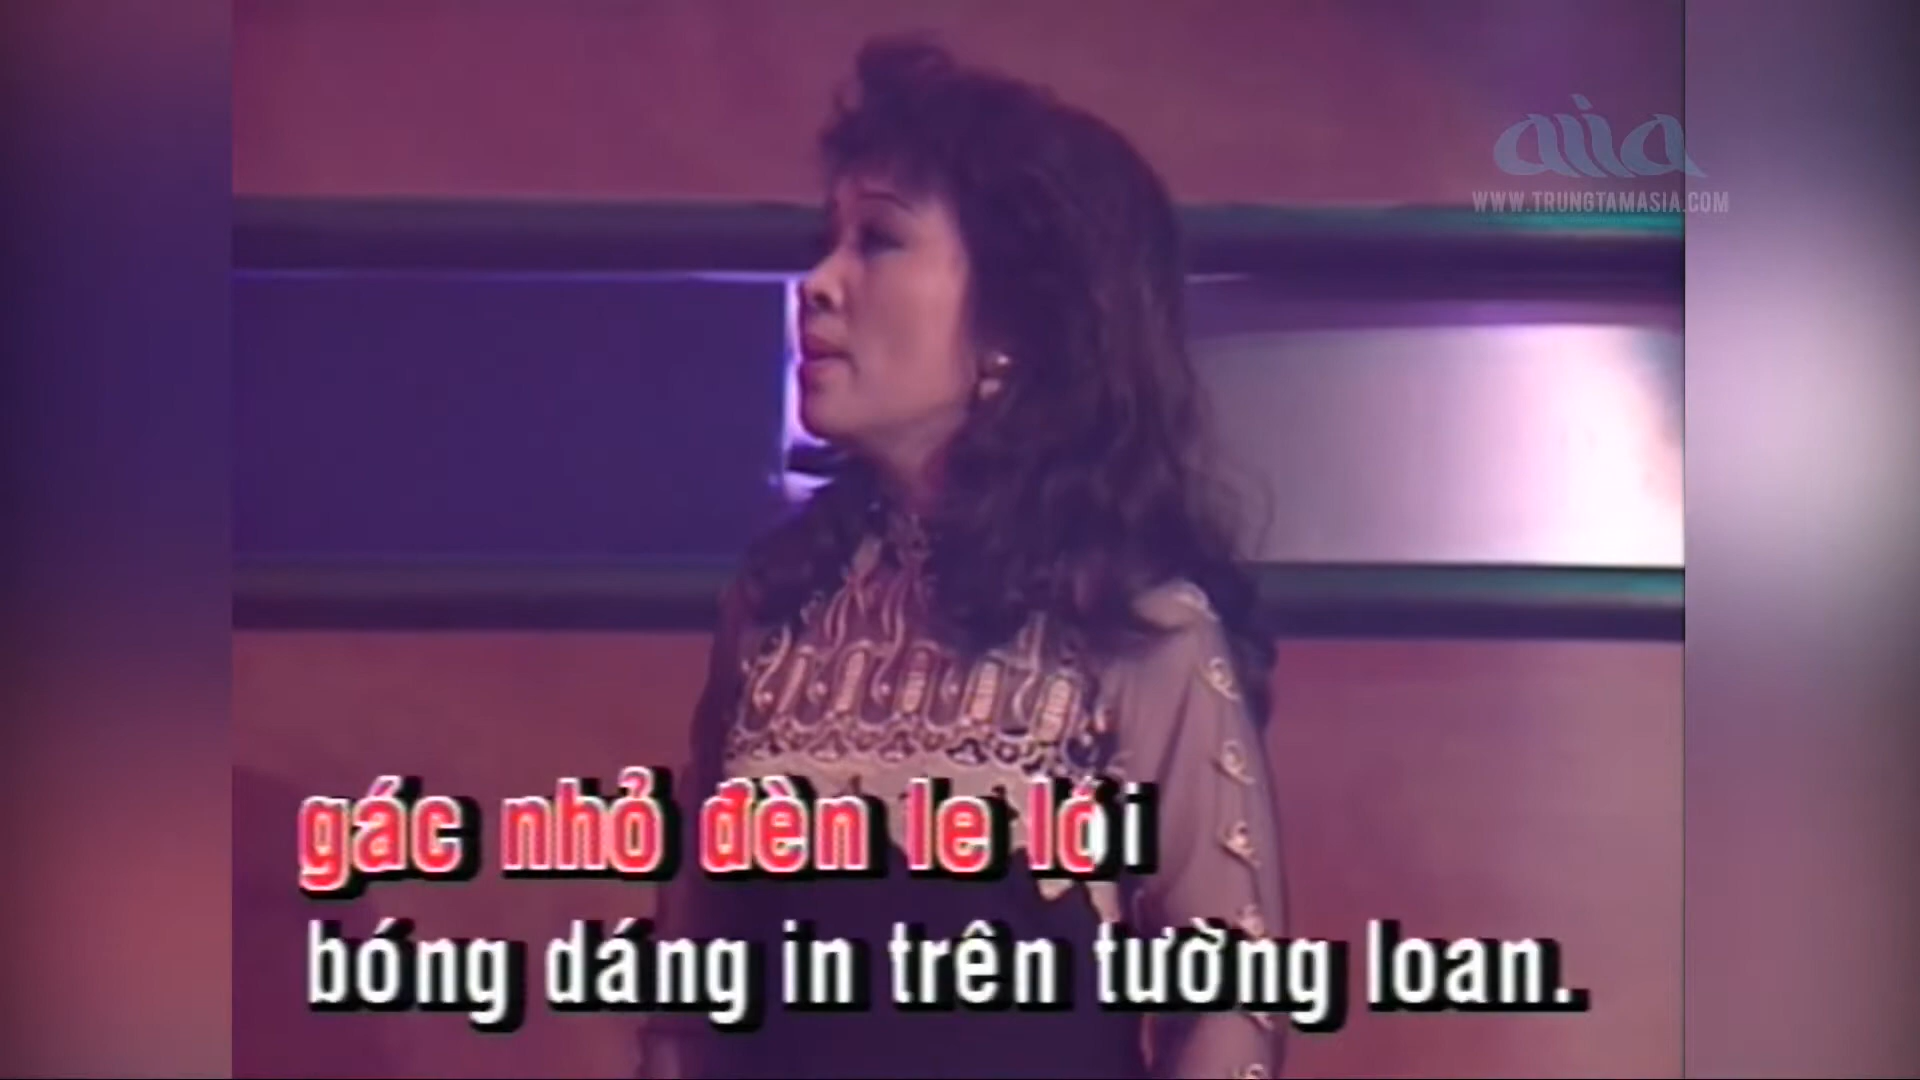 asia
WWW.TRUNGTAMASIA.COM
gác nhỏ đèn le lói
bóng dáng in trên tường loan.